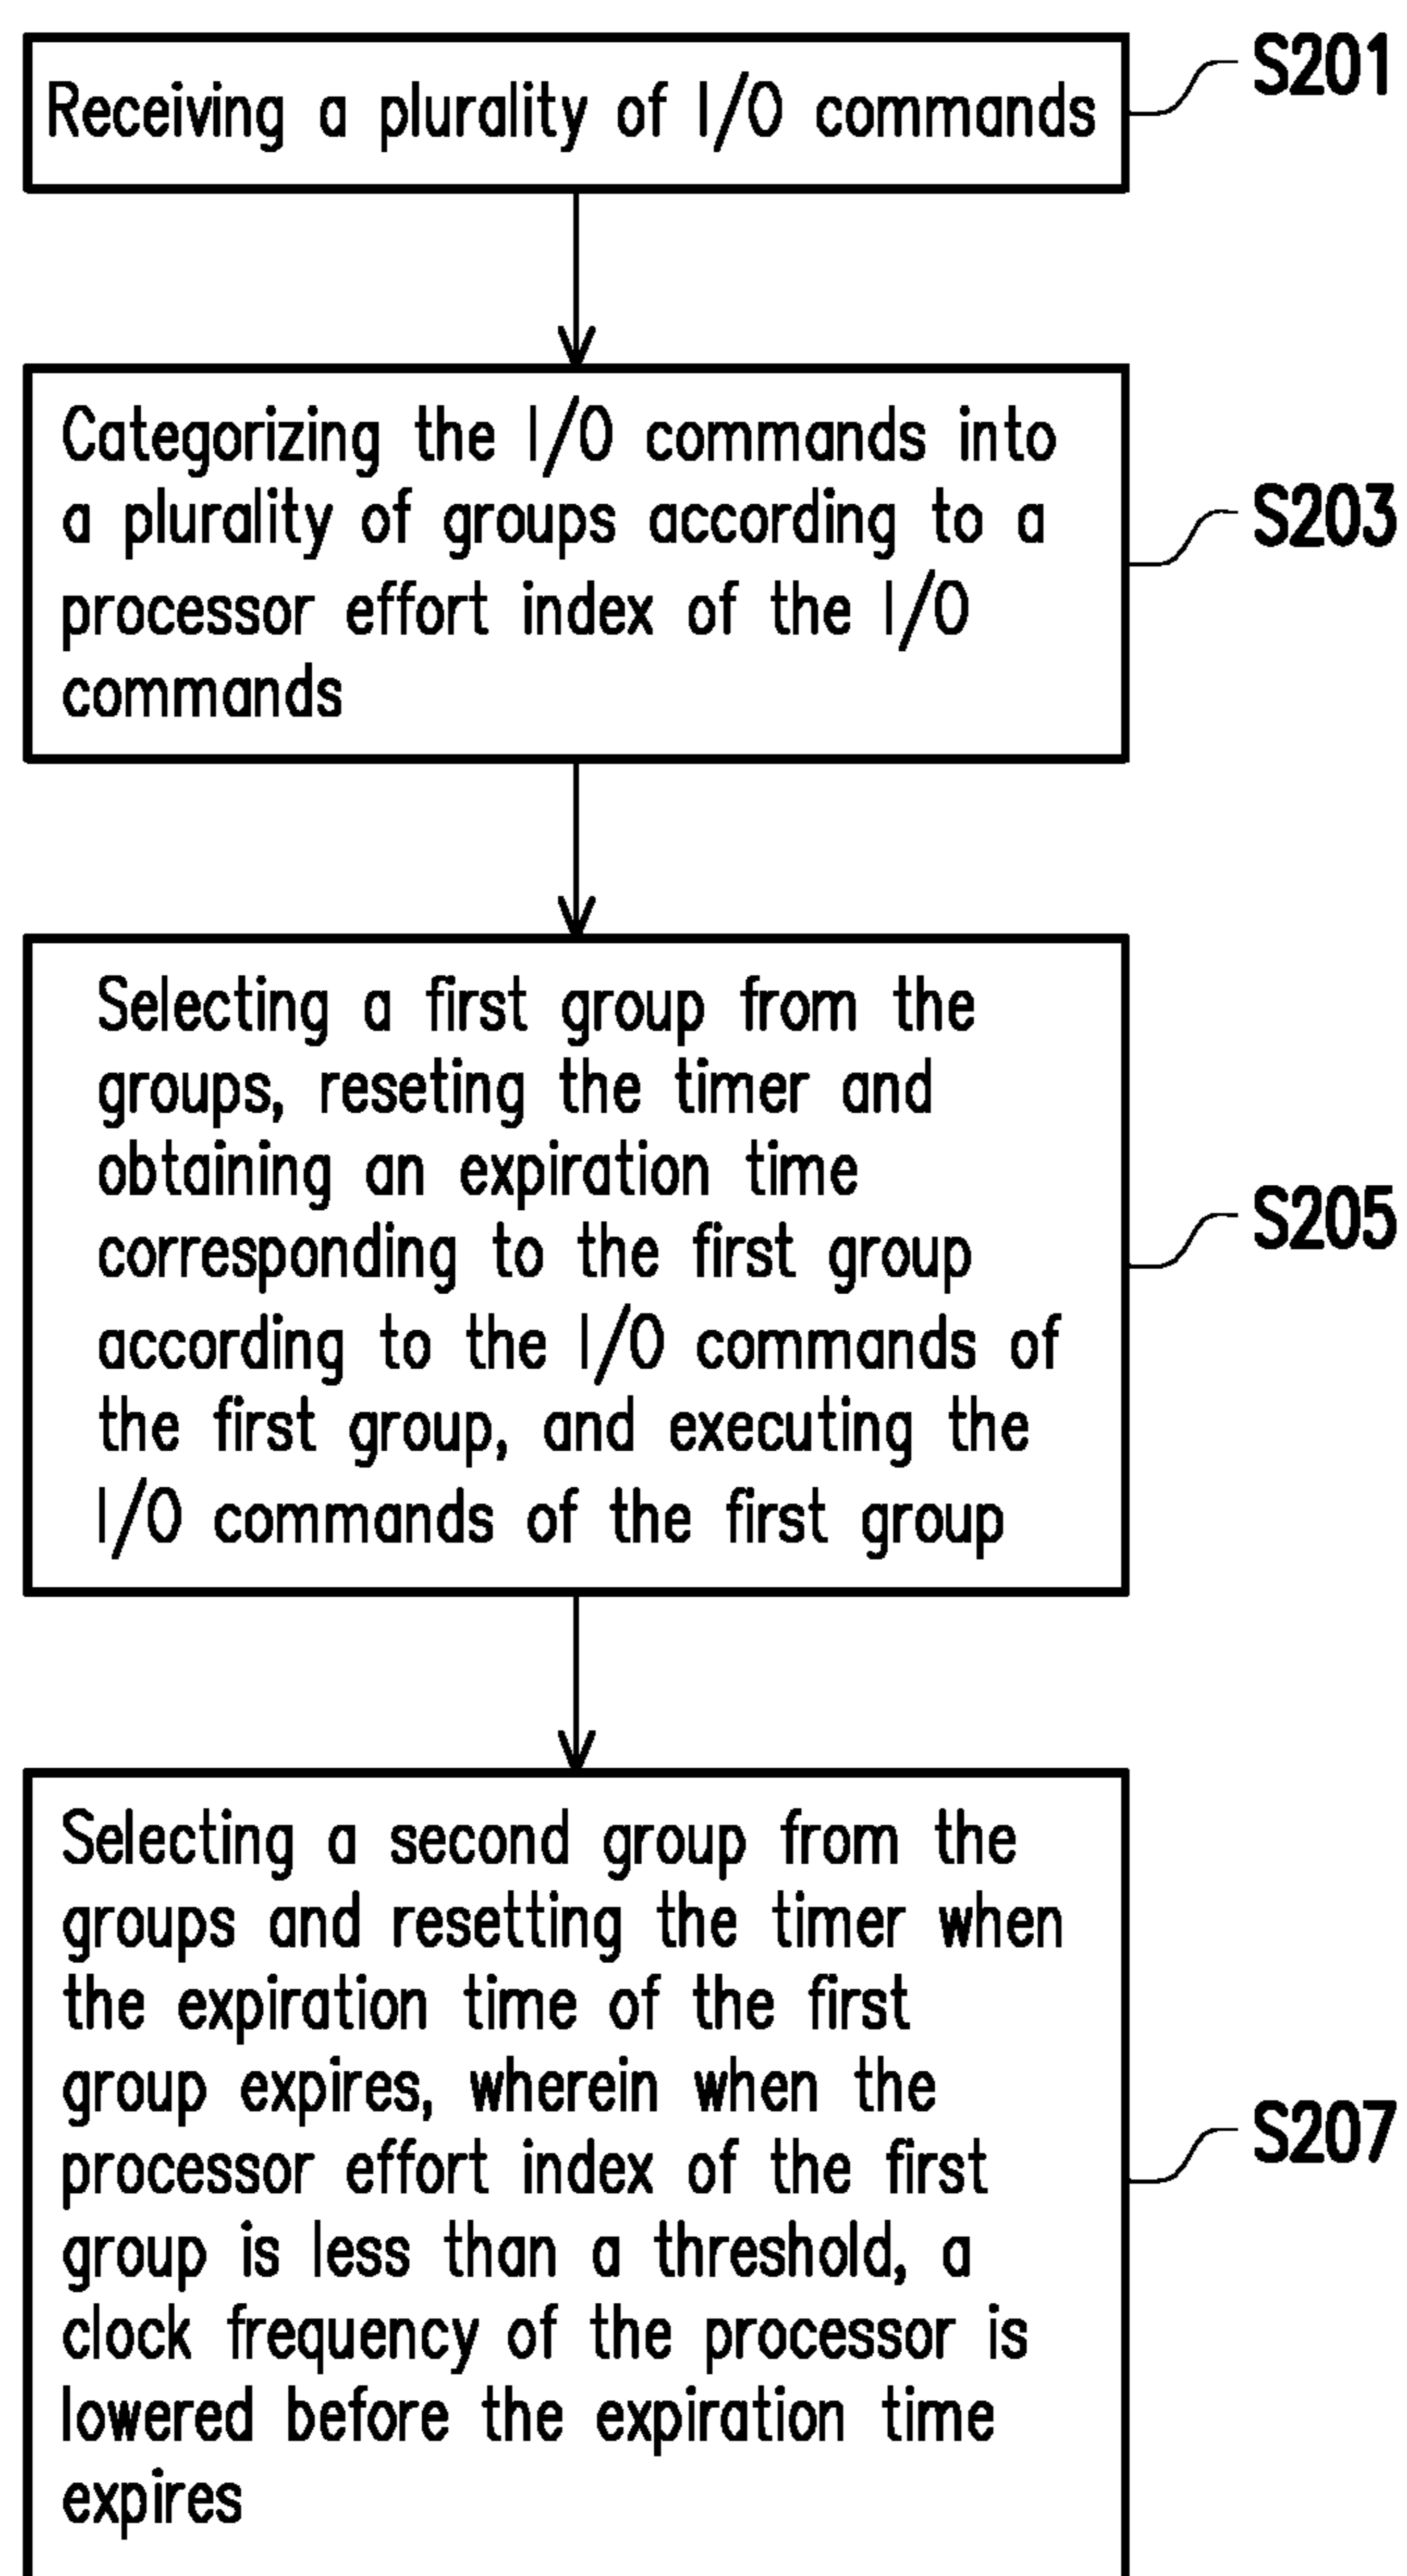 Receiving a plurality of I/O commands
S201
Categorizing the I/O commands into
a plurality of groups according to a
processor effort index of the I/O
commands
S203
Selecting a first group from the
groups, reseting the timer and
obtaining an expiration time
corresponding to the first group
according to the I/O commands of
the first group, and executing the
I/O commands of the first group
S205
Selecting a second group from the
groups and resetting the timer when
the expiration time of the first
group expires, wherein when the
processor effort index of the first
group is less than a threshold, a
clock frequency of the processor is
lowered before the expiration time
expires
S207